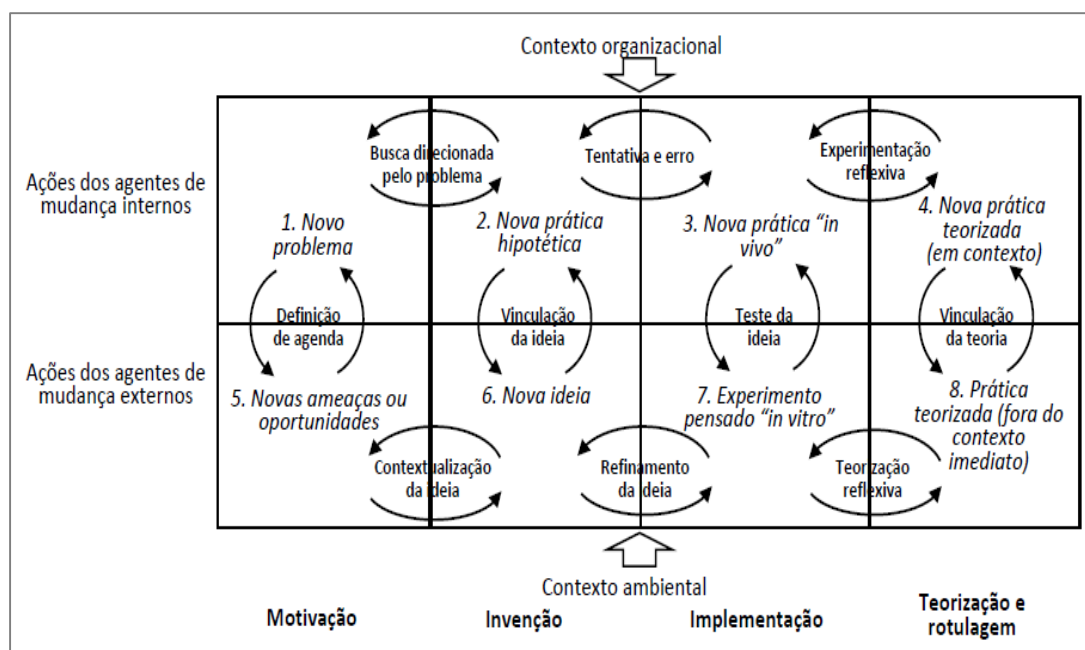 Contexto organizacional
Ações dos agentes de
mudança internos
Busca direcionada
pelo problema
Tentativa e erro
Experimentação
reflexiva
1. Novo
problema
2. Nova prática
hipotética
3. Nova prática “in
vivo”
4. Nova prática
teorizada
(em contexto)
Definição
de agenda
Vinculação
da ideia
Teste da
ideia
Vinculação
da teoria
Ações dos agentes de
mudança externos
5. Novas ameaças ou
oportunidades
6. Nova ideia
7. Experimento
pensado “in vitro”
8. Prática
teorizada (fora do
contexto
imediato)
Contextualização
da ideia
Refinamento
da ideia
Teorização
reflexiva
Contexto ambiental
Motivação
Invenção
Implementação
Teorização e
rotulagem